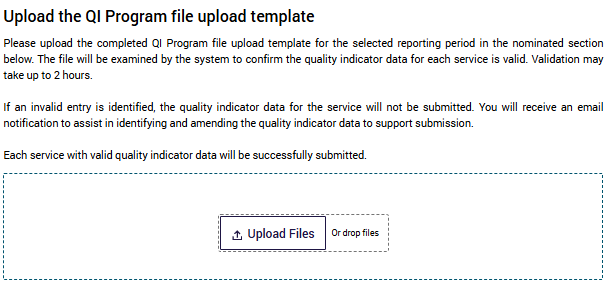 Upload the QI Program file upload template
Please upload the completed QI Program file upload template for the selected reporting period in the nominated section
below. The file will be examined by the system to confirm the quality indicator data for each service is valid. Validation may
take up to 2 hours.
If an invalid entry is identified, the quality indicator data for the service will not be submitted. You will receive an email
notification to assist in identifying and amending the quality indicator data to support submission.
Each service with valid quality indicator data will be successfully submitted.
Upload Files Or drop files